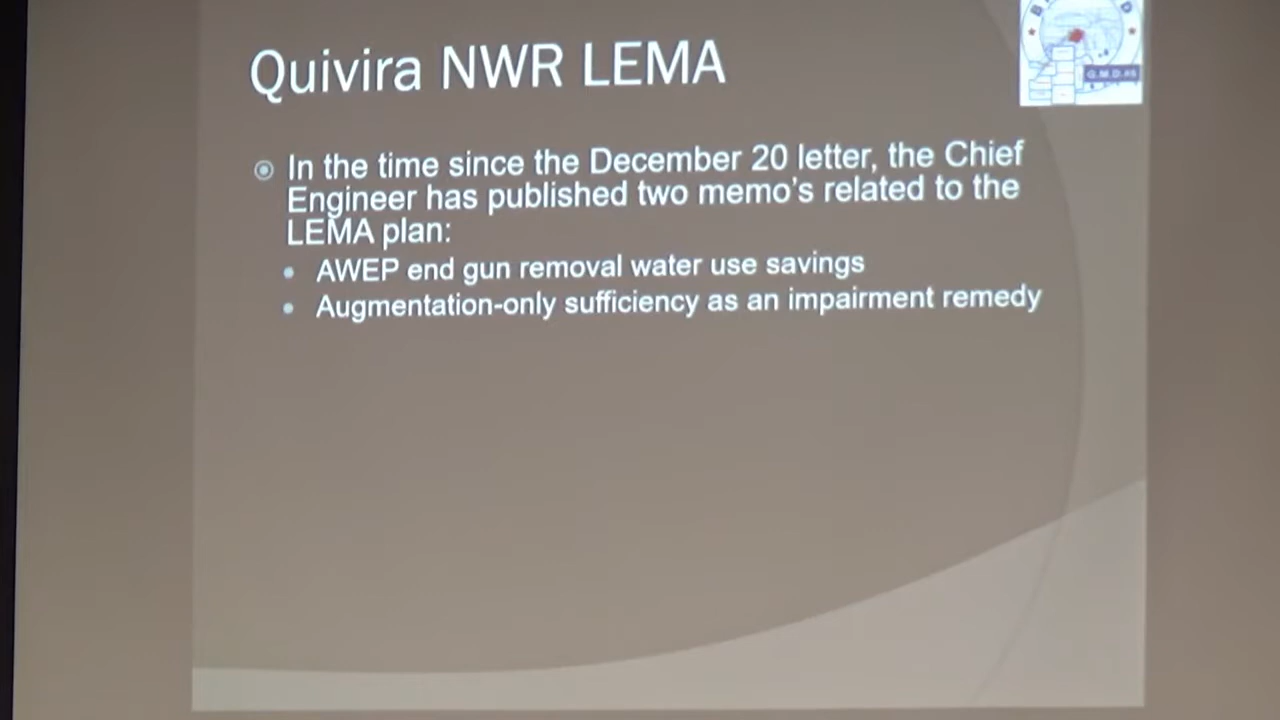 Quivira NWR LEMA
In the time since the December 20 letter, the Chief
Engineer has published two memo's related to the
LEMA plan:
AWEP end gun removal water use savings
Augmentation-only sufficiency as an impairment remedy
G.M.D.#5